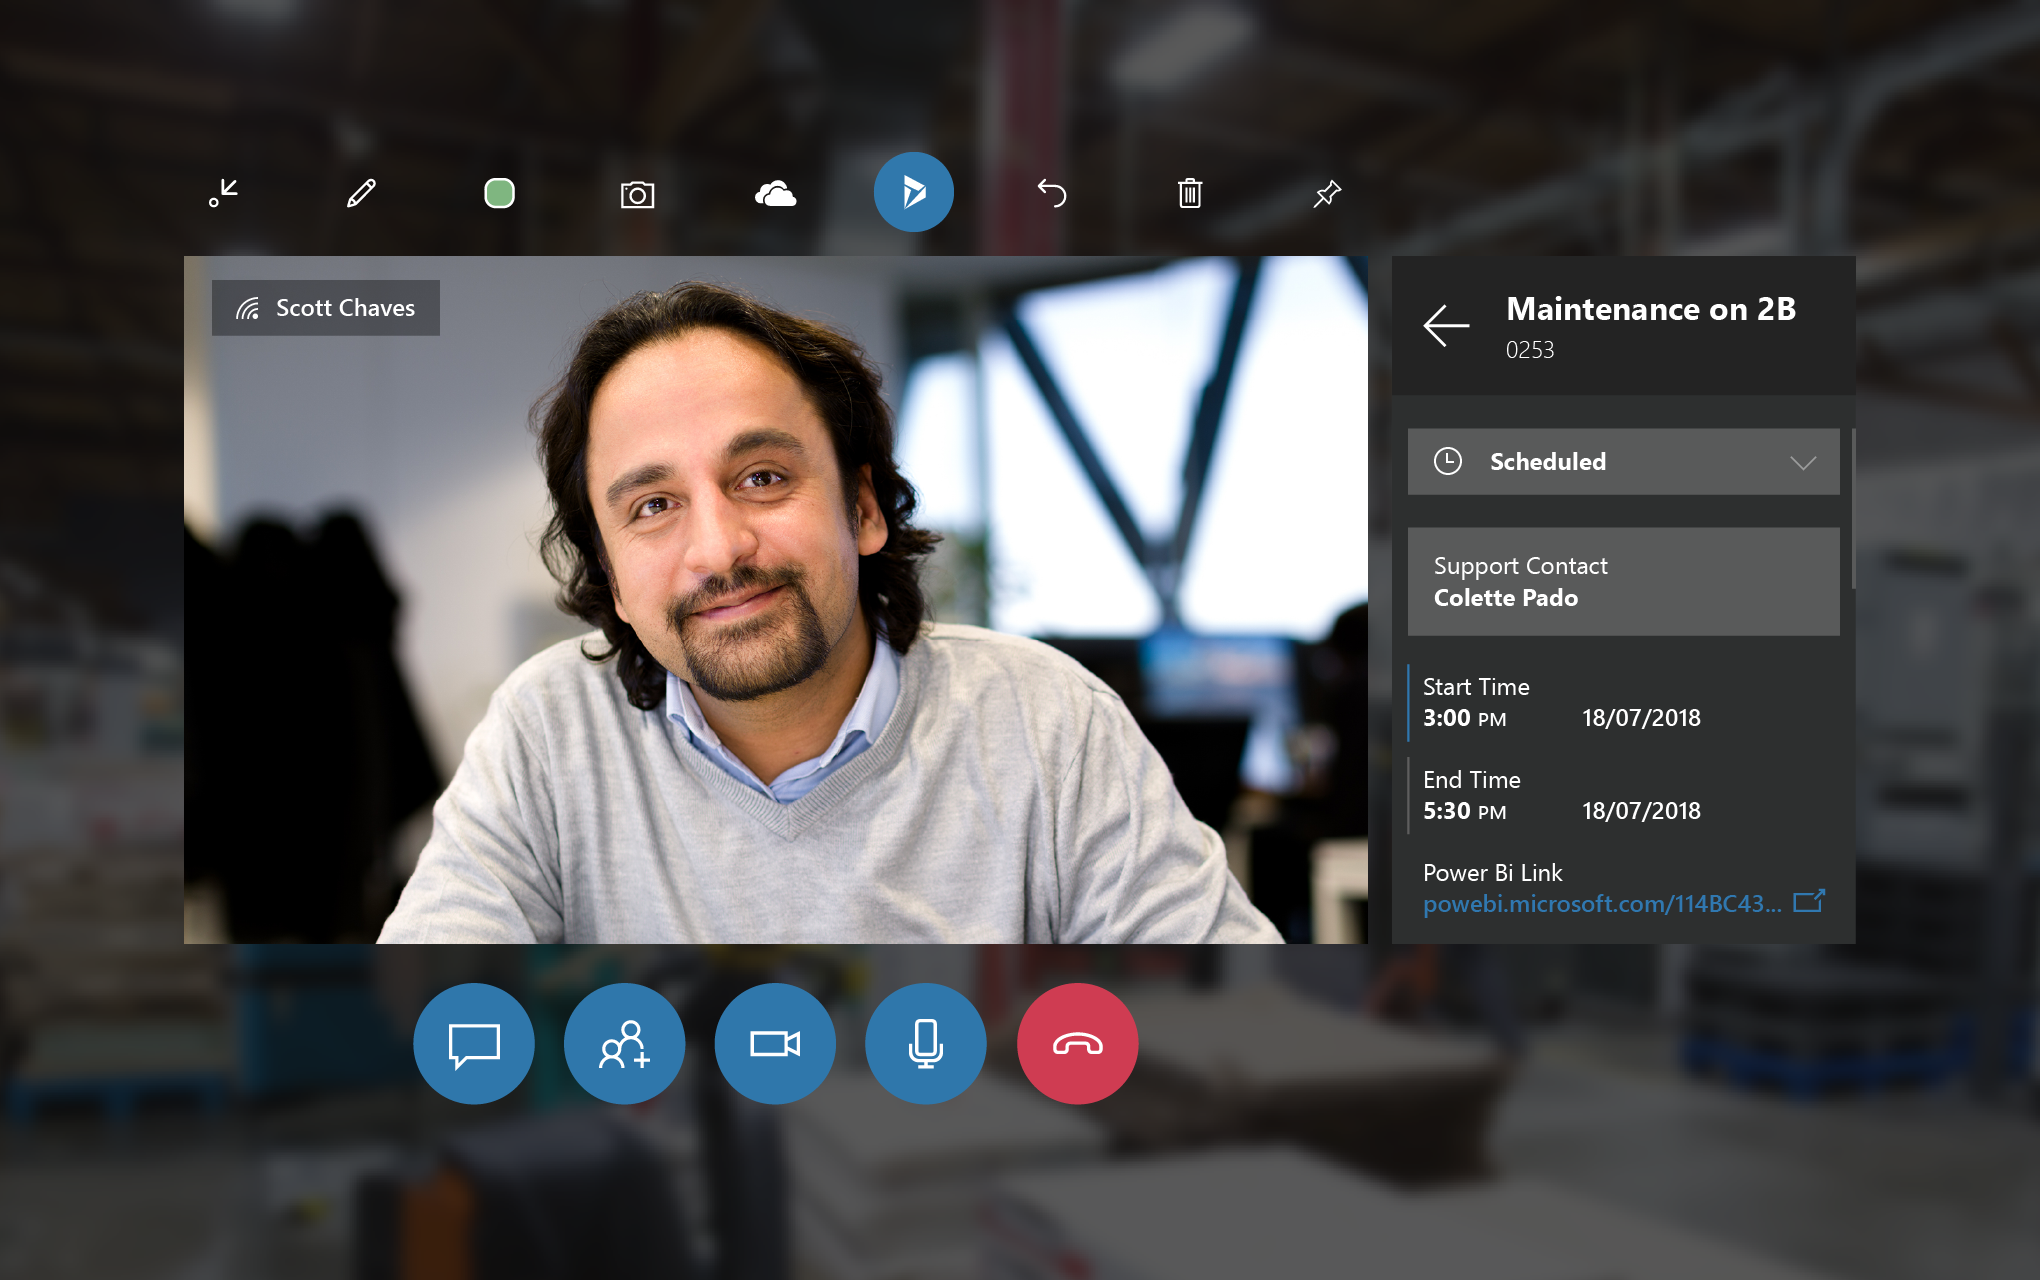 Scott Chaves
Maintenance on 2B
0253
Scheduled
Support Contact
Colette Pado
Start Time
3:00 PM 18/07/2018
End Time
5:30 PM 18/07/2018
Power Bi Link
powebi.microsoft.com/114BC43...